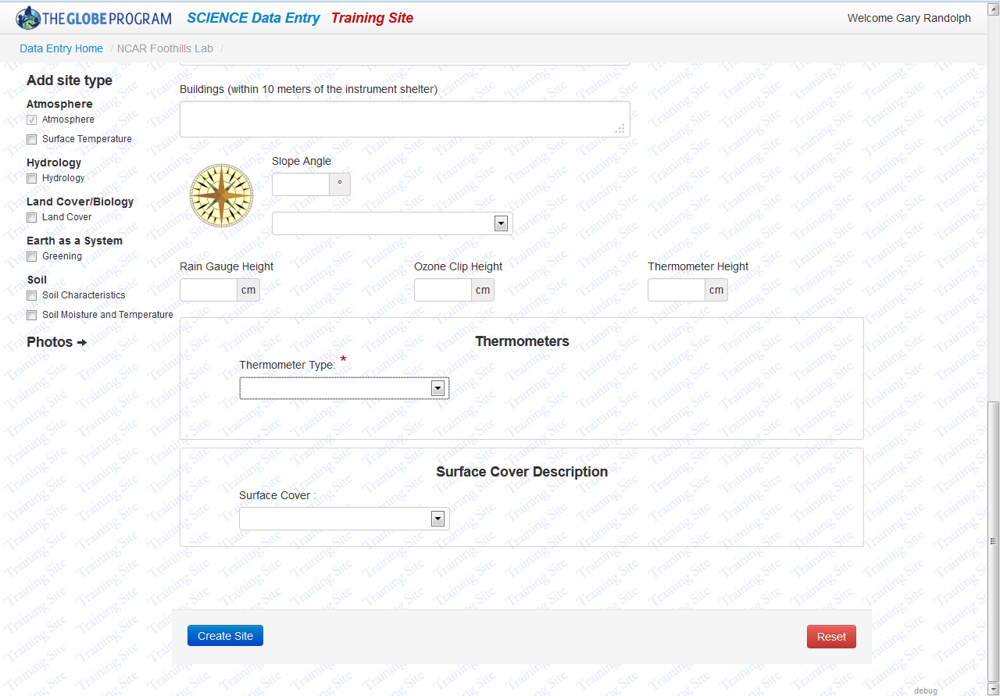 THE GLOBE PROGRAM SCIENCE Data Entry Training Site Welcome Gary Randolph
Data Entry Home / NCAR Foothills Lab /
Add site type
Atmosphere
Atmosphere
Surface Temperature
Hydrology
Hydrology
Land Cover/Biology
Land Cover
Earth as a System
Greening
Soil
Soil Characteristics
Soil Moisture and Temperature
Photos
Buildings (within 10 meters of the instrument shelter)
Slope Angle
°
Rain Gauge Height Ozone Clip Height Thermometer Height
cm cm cm
Thermometers
Thermometer Type: *
Surface Cover Description
Surface Cover :
Create Site Reset
debug
Training Site